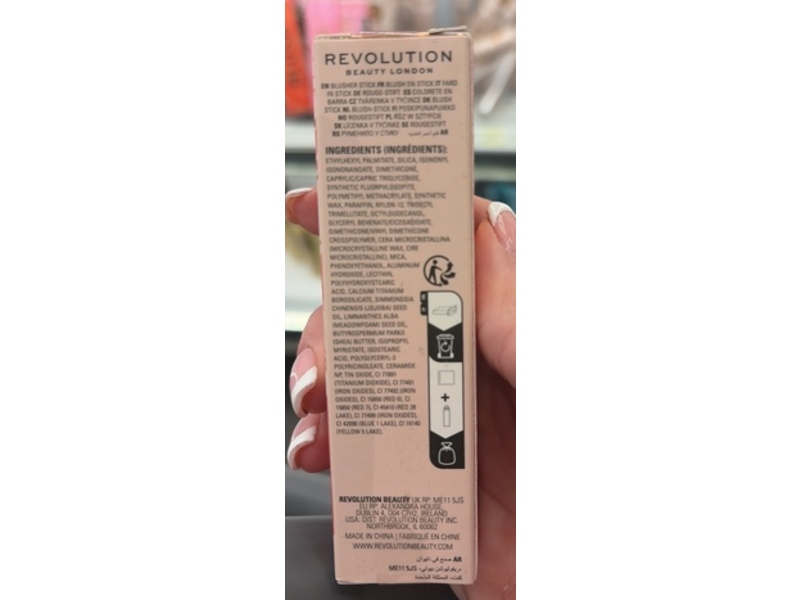 REVOLUTION
BEAUTY LONDON
EN BLUSHER STICK FR BLUSH EN STICK IT FARD
IN STICK DE ROUGE-STIFT ES COLORETE EN
BARRA CZ TVÁŘENKA V TYČINCE DK BLUSH
STICK NL BLUSH-STICK FI POSKIPUNAPUIKKO
NO ROUGESTIFT PL RÓŻ W SZTYFCIE
SK LÍCENKA V TYČINKE SE ROUGESTIFT
RS РУМЕНИЛО У СТИКУ AR
INGREDIENTS (INGRÉDIENTS):
ETHYLHEXYL PALMITATE, SILICA, ISONONYL
ISONONANOATE, DIMETHICONE,
CAPRYLIC/CAPRIC TRIGLYCERIDE,
SYNTHETIC FLUORPHLOGOPITE,
POLYMETHYL METHACRYLATE, SYNTHETIC
WAX, PARAFFIN, NYLON-12, TRIDECYL
TRIMELLITATE, OCTYLDODECANOL,
GLYCERYL BEHENATE/EICOSADIOATE,
DIMETHICONE/VINYL DIMETHICONE
CROSSPOLYMER, CERA MICROCRISTALLINA
(MICROCRYSTALLINE WAX, CIRE
MICROCRISTALLINE), MICA,
PHENOXYETHANOL, ALUMINUM
HYDROXIDE, LECITHIN,
POLYHYDROXYSTEARIC
ACID, CALCIUM TITANIUM
BOROSILICATE, SIMMONDSIA
CHINENSIS (JOJOBA) SEED
OIL, LIMNANTHES ALBA
(MEADOWFOAM) SEED OIL,
BUTYROSPERMUM PARKII
(SHEA) BUTTER, ISOPROPYL
MYRISTATE, ISOSTEARIC
ACID, POLYGLYCERYL-3
POLYRICINOLEATE, CERAMIDE
NP, TIN OXIDE, CI 77891
(TITANIUM DIOXIDE), CI 77491
(IRON OXIDES), CI 77492 (IRON
OXIDES), CI 15850 (RED 6), CI
15850 (RED 7), CI 45410 (RED 28
LAKE), CI 77499 (IRON OXIDES),
CI 42090 (BLUE 1 LAKE), CI 19140
(YELLOW 5 LAKE).
+
REVOLUTION BEAUTY UK RP: ME11 5JS
EU RP: ALEXANDRA HOUSE,
DUBLIN 4, D04 C7H2, IRELAND
USA: DIST. REVOLUTION BEAUTY INC.
NORTHBROOK, IL 60062
MADE IN CHINA | FABRIQUÉ EN CHINE
WWW.REVOLUTIONBEAUTY.COM
AR صنع في
ME11 5JS
المملكة المتحدة